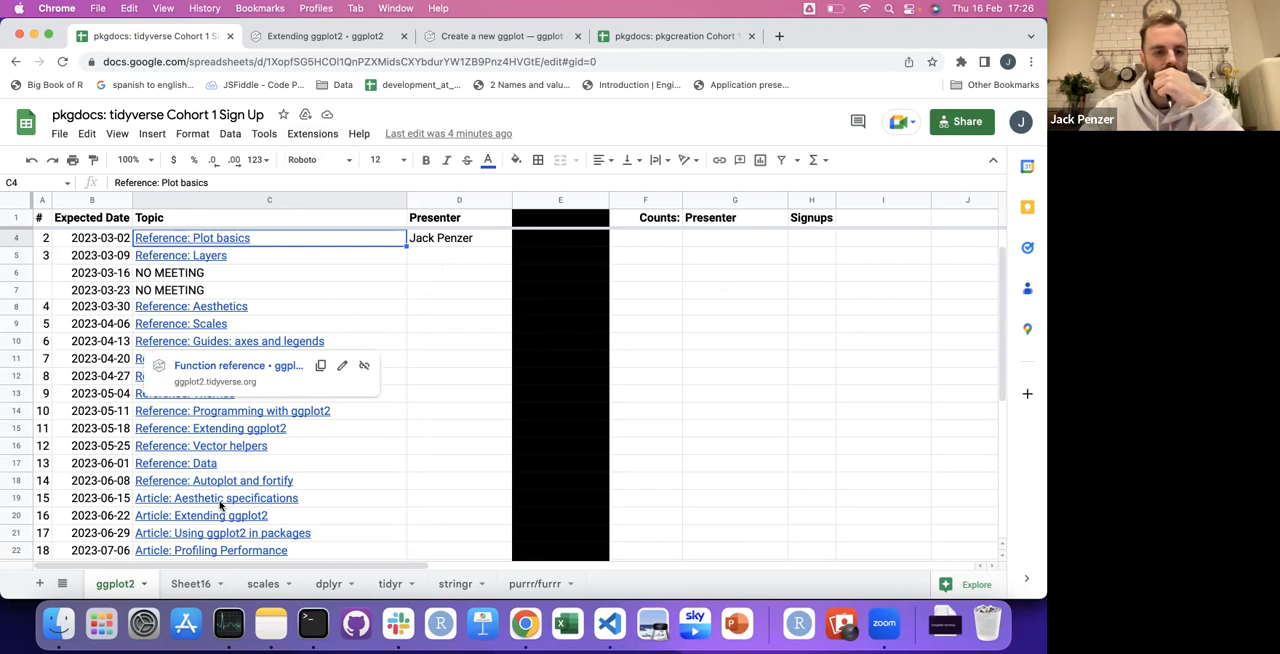 Chrome File Edit View History Bookmarks Profiles Tab Window Help Thu 16 Feb 17:26
pkgdocs: tidyverse Cohort 1 S Extending ggplot2 • ggplot2 Create a new ggplot — ggplot pkgdocs: pkgcreation Cohort 1
docs.google.com/spreadsheets/d/1XopfSG5HCOl1QnPZXMidsCXYbdurYW1ZB9Pnz4HVGtE/edit#gid=0
Big Book of R spanish to english... JSFiddle - Code P... Data development_at_... 2 Names and valu... Introduction | Engi... Application prese... Other Bookmarks
pkgdocs: tidyverse Cohort 1 Sign Up
File Edit View Insert Format Data Tools Extensions Help Last edit was 4 minutes ago
Share
J
100% $ % .0 .00 123 Roboto 12 B I S A
C4 fx Reference: Plot basics
A B C D E F G H I J
1 # Expected Date Topic Presenter Counts: Presenter Signups
4 2 2023-03-02 Reference: Plot basics Jack Penzer
5 3 2023-03-09 Reference: Layers
6 2023-03-16 NO MEETING
7 2023-03-23 NO MEETING
8 4 2023-03-30 Reference: Aesthetics
9 5 2023-04-06 Reference: Scales
10 6 2023-04-13 Reference: Guides: axes and legends
11 7 2023-04-20
Function reference • ggpl...
ggplot2.tidyverse.org
12 8 2023-04-27
13 9 2023-05-04
14 10 2023-05-11 Reference: Programming with ggplot2
15 11 2023-05-18 Reference: Extending ggplot2
16 12 2023-05-25 Reference: Vector helpers
17 13 2023-06-01 Reference: Data
18 14 2023-06-08 Reference: Autoplot and fortify
19 15 2023-06-15 Article: Aesthetic specifications
20 16 2023-06-22 Article: Extending ggplot2
21 17 2023-06-29 Article: Using ggplot2 in packages
22 18 2023-07-06 Article: Profiling Performance
ggplot2 Sheet16 scales dplyr tidyr stringr purrr/furrr Explore
sky
zoom
Jack Penzer